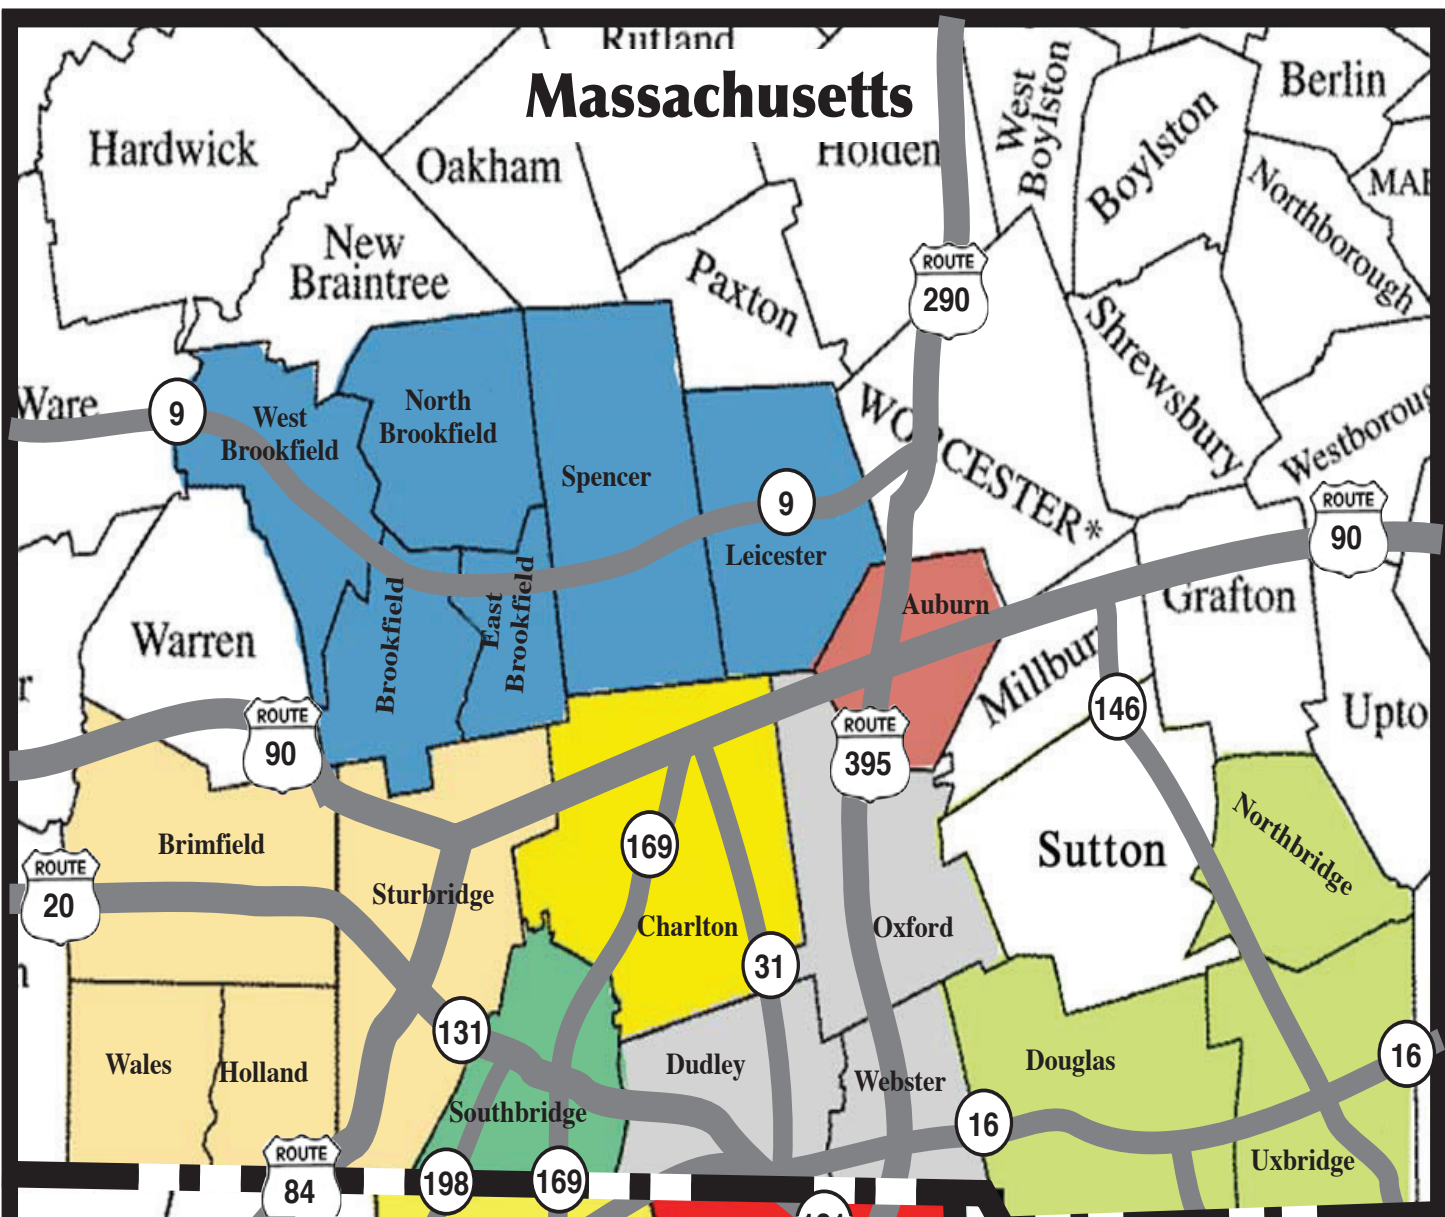 Rutland
Massachusetts
West
Boylston
Berlin
Boylston
Hardwick
Oakham
Holden
Northborough
New
Braintree
Paxton
ROUTE
290
Shrewsbury
Ware
9
West
Brookfield
North
Brookfield
Spencer
WORCESTER*
Westboroug
9
Leicester
ROUTE
90
Warren
Brookfield
East
Brookfield
Auburn
Grafton
Millbur
ROUTE
90
146
Upto
ROUTE
395
Brimfield
169
Sutton
Northbridge
ROUTE
20
Sturbridge
Charlton
Oxford
31
131
Wales
Holland
Dudley
Webster
Douglas
16
Southbridge
16
Uxbridge
ROUTE
84
198
169